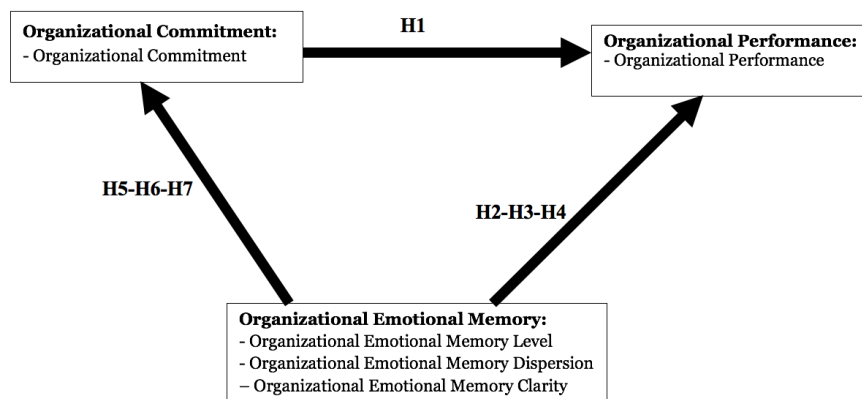 H1
Organizational Commitment:
- Organizational Commitment
Organizational Performance:
- Organizational Performance
H5-H6-H7
H2-H3-H4
Organizational Emotional Memory:
- Organizational Emotional Memory Level
- Organizational Emotional Memory Dispersion
– Organizational Emotional Memory Clarity